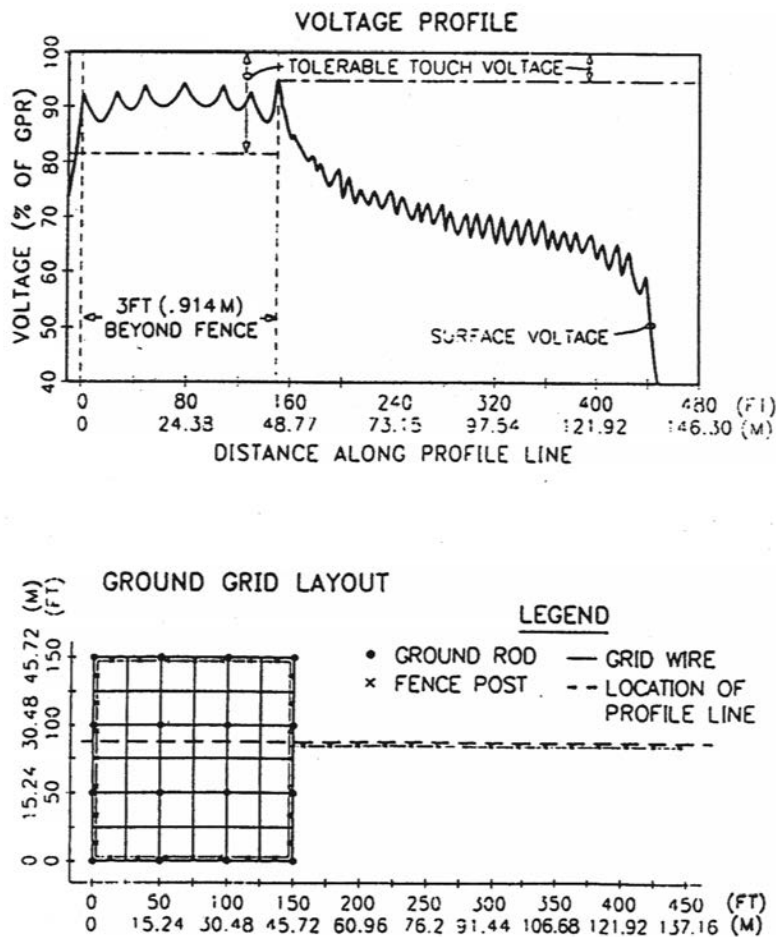 VOLTAGE PROFILE
VOLTAGE (% OF GPR)
100
90
80
70
60
50
40
TOLERABLE TOUCH VOLTAGE
3FT (.914M)
BEYOND FENCE
SURFACE VOLTAGE
0 80 160 240 320 400 480 (FT)
0 24.38 48.77 73.15 97.54 121.92 146.30 (M)
DISTANCE ALONG PROFILE LINE
GROUND GRID LAYOUT
(M)
(FT)
LEGEND
GROUND ROD
GRID WIRE
× FENCE POST
LOCATION OF
PROFILE LINE
45.72 150
30.48 100
15.24 50
0 0
0 50 100 150 200 250 300 350 400 450 (FT)
0 15.24 30.48 45.72 60.96 76.2 91.44 106.68 121.92 137.16 (M)